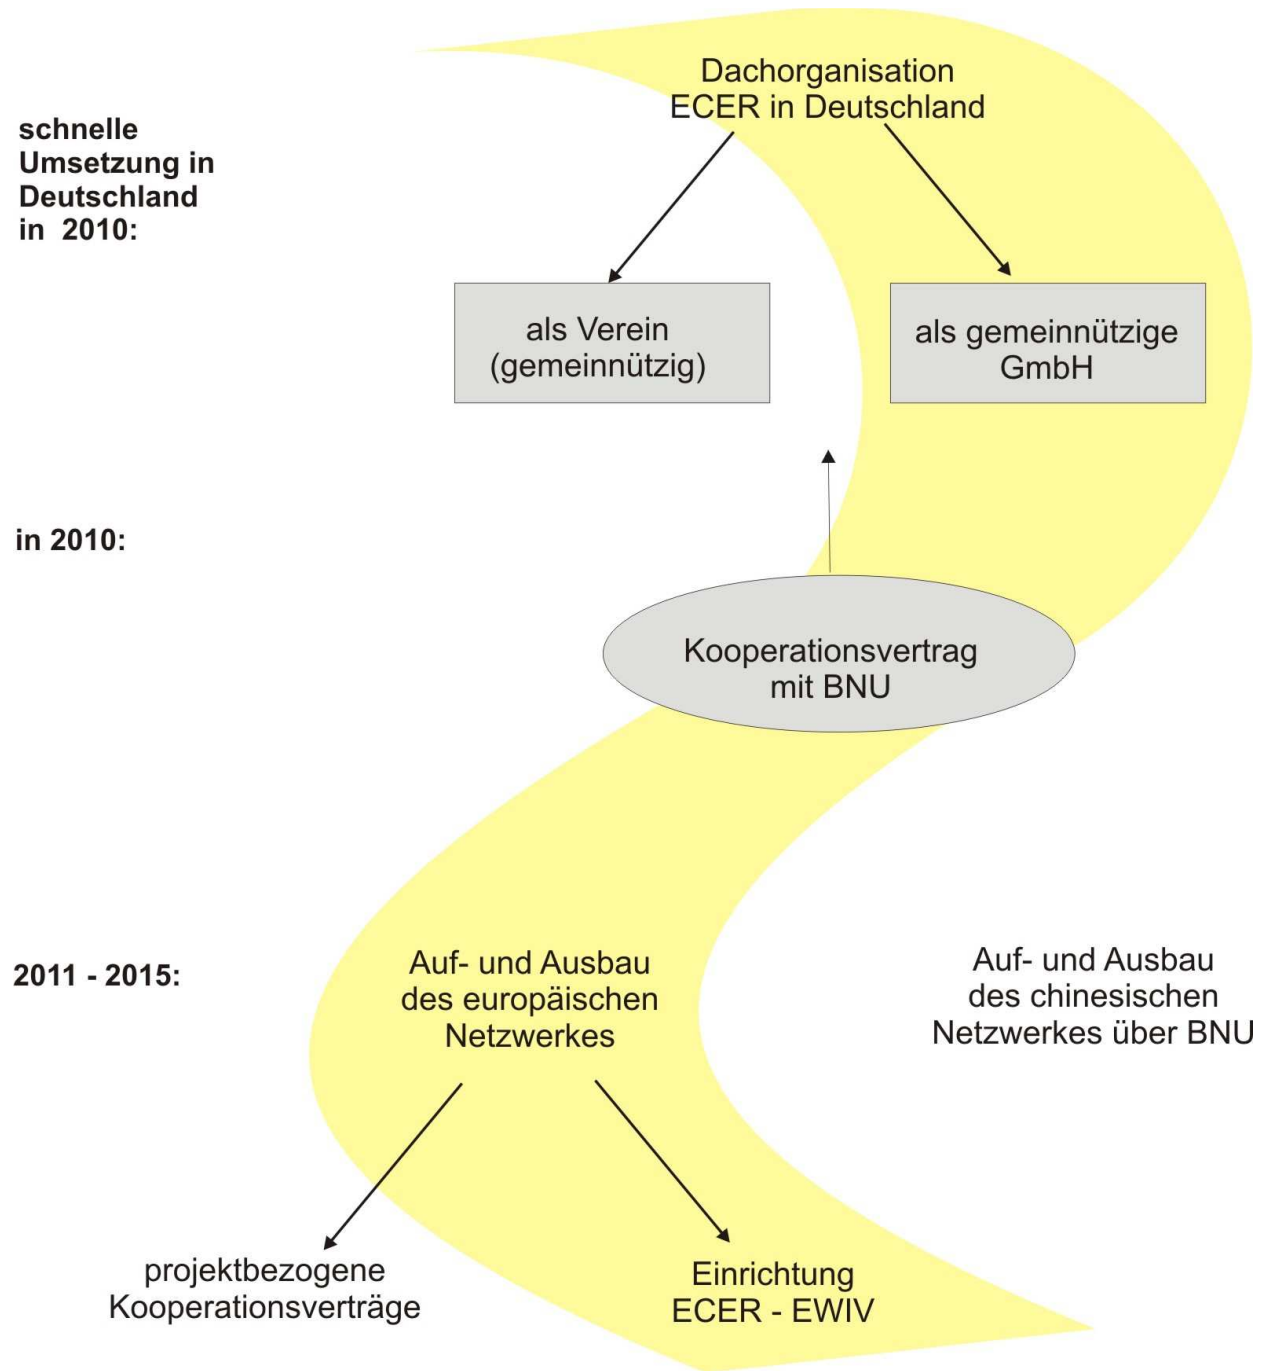 Dachorganisation
ECER in Deutschland
schnelle
Umsetzung in
Deutschland
in 2010:
als Verein
(gemeinnützig)
als gemeinnützige
GmbH
in 2010:
Kooperationsvertrag
mit BNU
2011 - 2015:
Auf- und Ausbau
des europäischen
Netzwerkes
Auf- und Ausbau
des chinesischen
Netzwerkes über BNU
projektbezogene
Kooperationsverträge
Einrichtung
ECER - EWIV